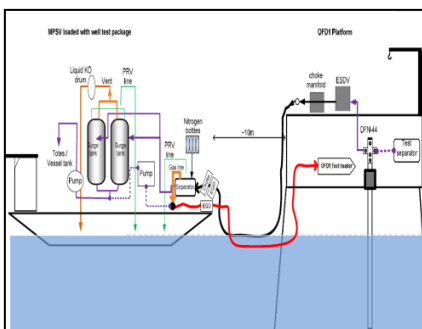 MPSV loaded with well test package
QFD1 Platform
Liquid KO
drum
Vent
PRV
line
choke
manifold
ESDV
Nitrogen
bottles
~10m
QFN-44
Totes /
Vessel tank
Surge
tank
Surge
tank
PRV
line
Gas line
Pump
Pump
Separator
Test
separator
QFD1 Test header